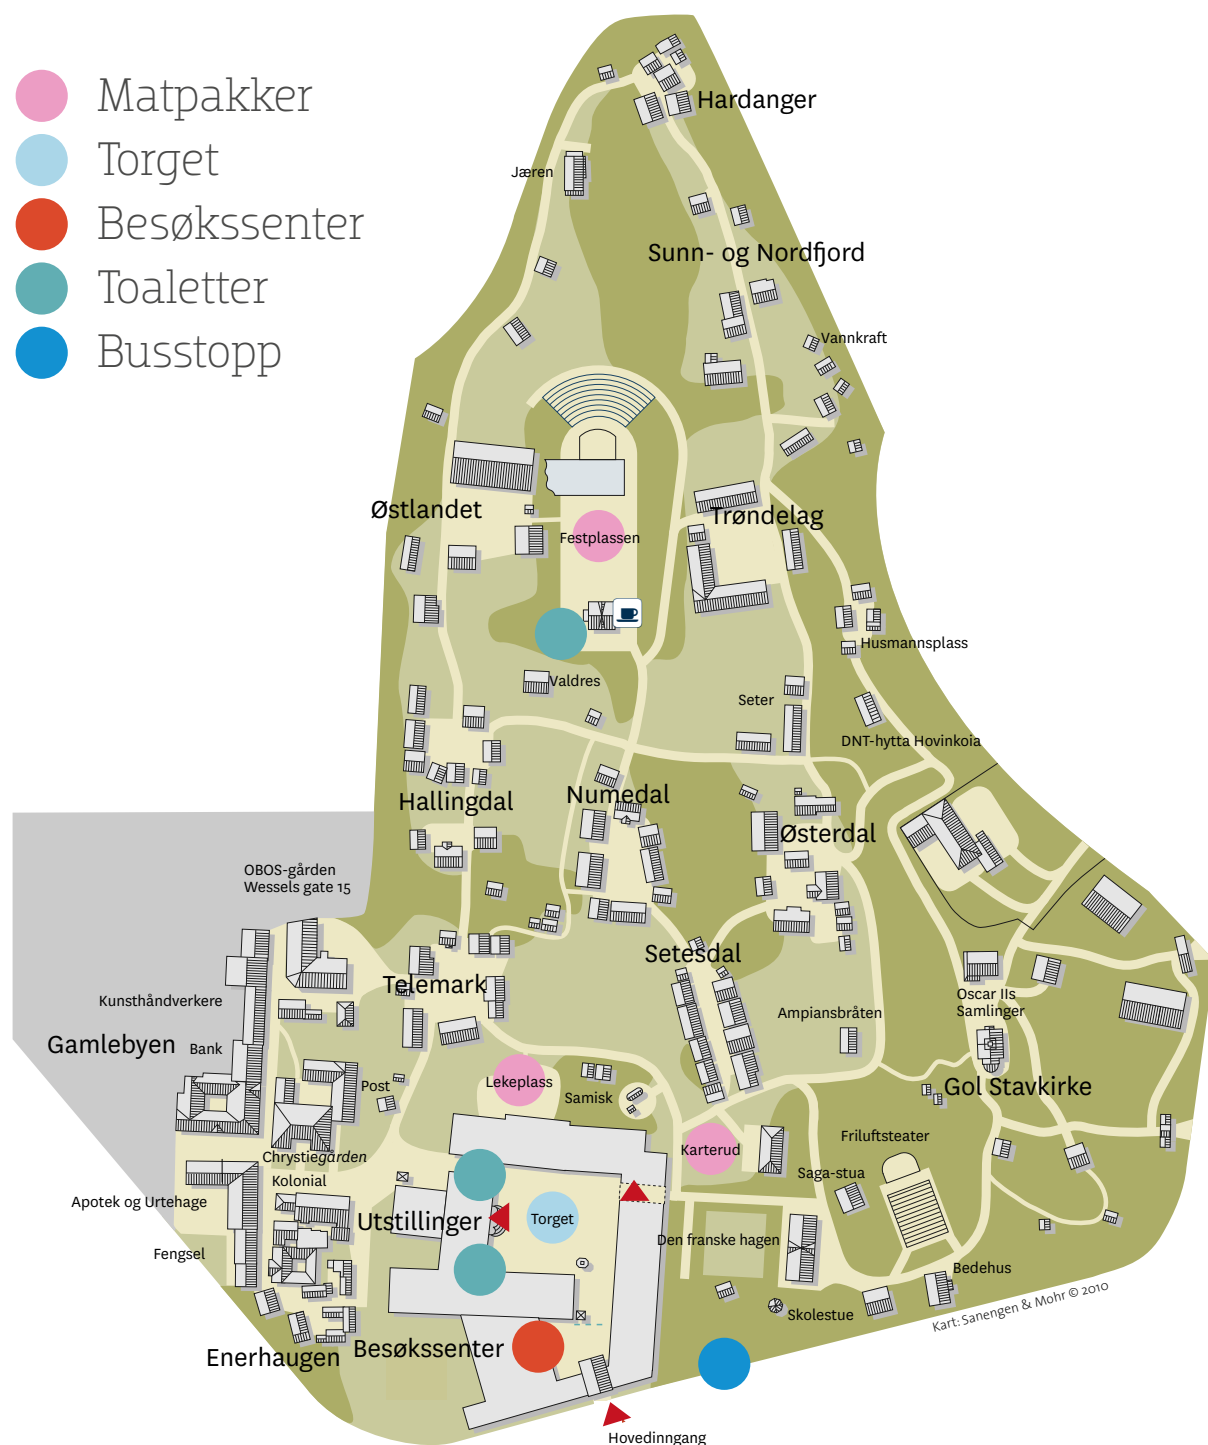 Matpakker
Torget
Besøkssenter
Toaletter
Busstopp
Hardanger
Jæren
Sunn- og Nordfjord
Vannkraft
Østlandet
Trøndelag
Festplassen
Husmannsplass
Valdres
Seter
DNT-hytta Hovinkoia
Hallingdal
Numedal
Østerdal
OBOS-gården
Wessels gate 15
Setesdal
Telemark
Kunsthåndverkere
Oscar IIs
Samlinger
Ampiansbråten
Gamlebyen
Bank
Post
Lekeplass
Samisk
Gol Stavkirke
Friluftsteater
Karterud
Chrystiegården
Saga-stua
Kolonial
Apotek og Urtehage
Utstillinger
Torget
Den franske hagen
Fengsel
Bedehus
Skolestue
Kart: Sanengen & Mohr © 2010
Enerhaugen
Besøkssenter
Hovedinngang